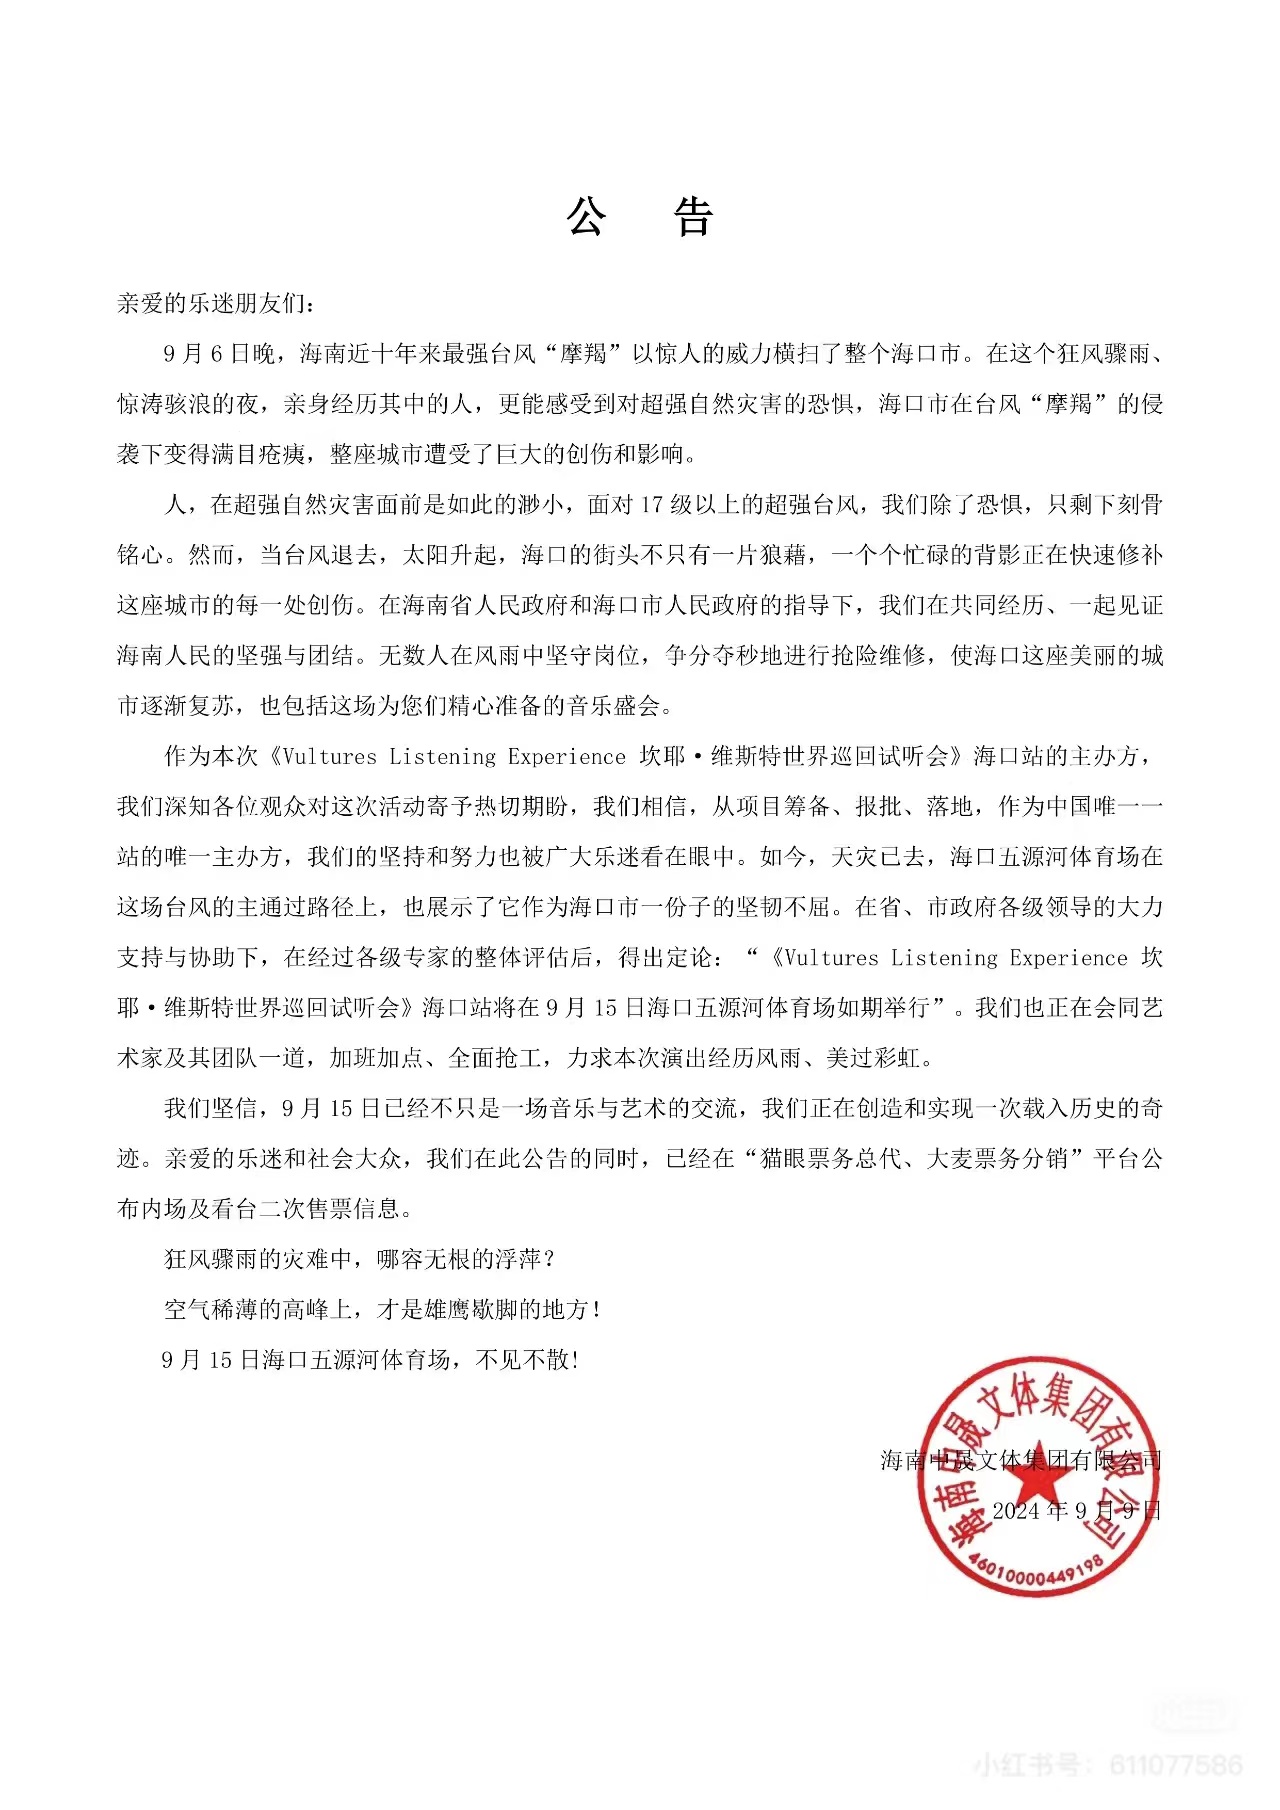 公 告
亲爱的乐迷朋友们：
9月6日晚，海南近十年来最强台风“摩羯”以惊人的威力横扫了整个海口市。在这个狂风骤雨、
惊涛骇浪的夜，亲身经历其中的人，更能感受到对超强自然灾害的恐惧，海口市在台风“摩羯”的侵
袭下变得满目疮痍，整座城市遭受了巨大的创伤和影响。
人，在超强自然灾害面前是如此的渺小，面对17级以上的超强台风，我们除了恐惧，只剩下刻骨
铭心。然而，当台风退去，太阳升起，海口的街头不只有一片狼藉，一个个忙碌的背影正在快速修补
这座城市的每一处创伤。在海南省人民政府和海口市人民政府的指导下，我们在共同经历、一起见证
海南人民的坚强与团结。无数人在风雨中坚守岗位，争分夺秒地进行抢险维修，使海口这座美丽的城
市逐渐复苏，也包括这场为您们精心准备的音乐盛会。
作为本次《Vultures Listening Experience 坎耶·维斯特世界巡回试听会》海口站的主办方，
我们深知各位观众对这次活动寄予热切期盼，我们相信，从项目筹备、报批、落地，作为中国唯一一
站的唯一主办方，我们的坚持和努力也被广大乐迷看在眼中。如今，天灾已去，海口五源河体育场在
这场台风的主通过路径上，也展示了它作为海口市一份子的坚韧不屈。在省、市政府各级领导的大力
支持与协助下，在经过各级专家的整体评估后，得出定论：“《Vultures Listening Experience 坎
耶·维斯特世界巡回试听会》海口站将在9月15日海口五源河体育场如期举行”。我们也正在会同艺
术家及其团队一道，加班加点、全面抢工，力求本次演出经历风雨、美过彩虹。
我们坚信，9月15日已经不只是一场音乐与艺术的交流，我们正在创造和实现一次载入历史的奇
迹。亲爱的乐迷和社会大众，我们在此公告的同时，已经在“猫眼票务总代、大麦票务分销”平台公
布内场及看台二次售票信息。
狂风骤雨的灾难中，哪容无根的浮萍？
空气稀薄的高峰上，才是雄鹰歇脚的地方！
9月15日海口五源河体育场，不见不散！
海南中晟文体集团有限公司
2024年9月9日
海南中晟文体集团有限公司
46010000449198
小红书号：611077586